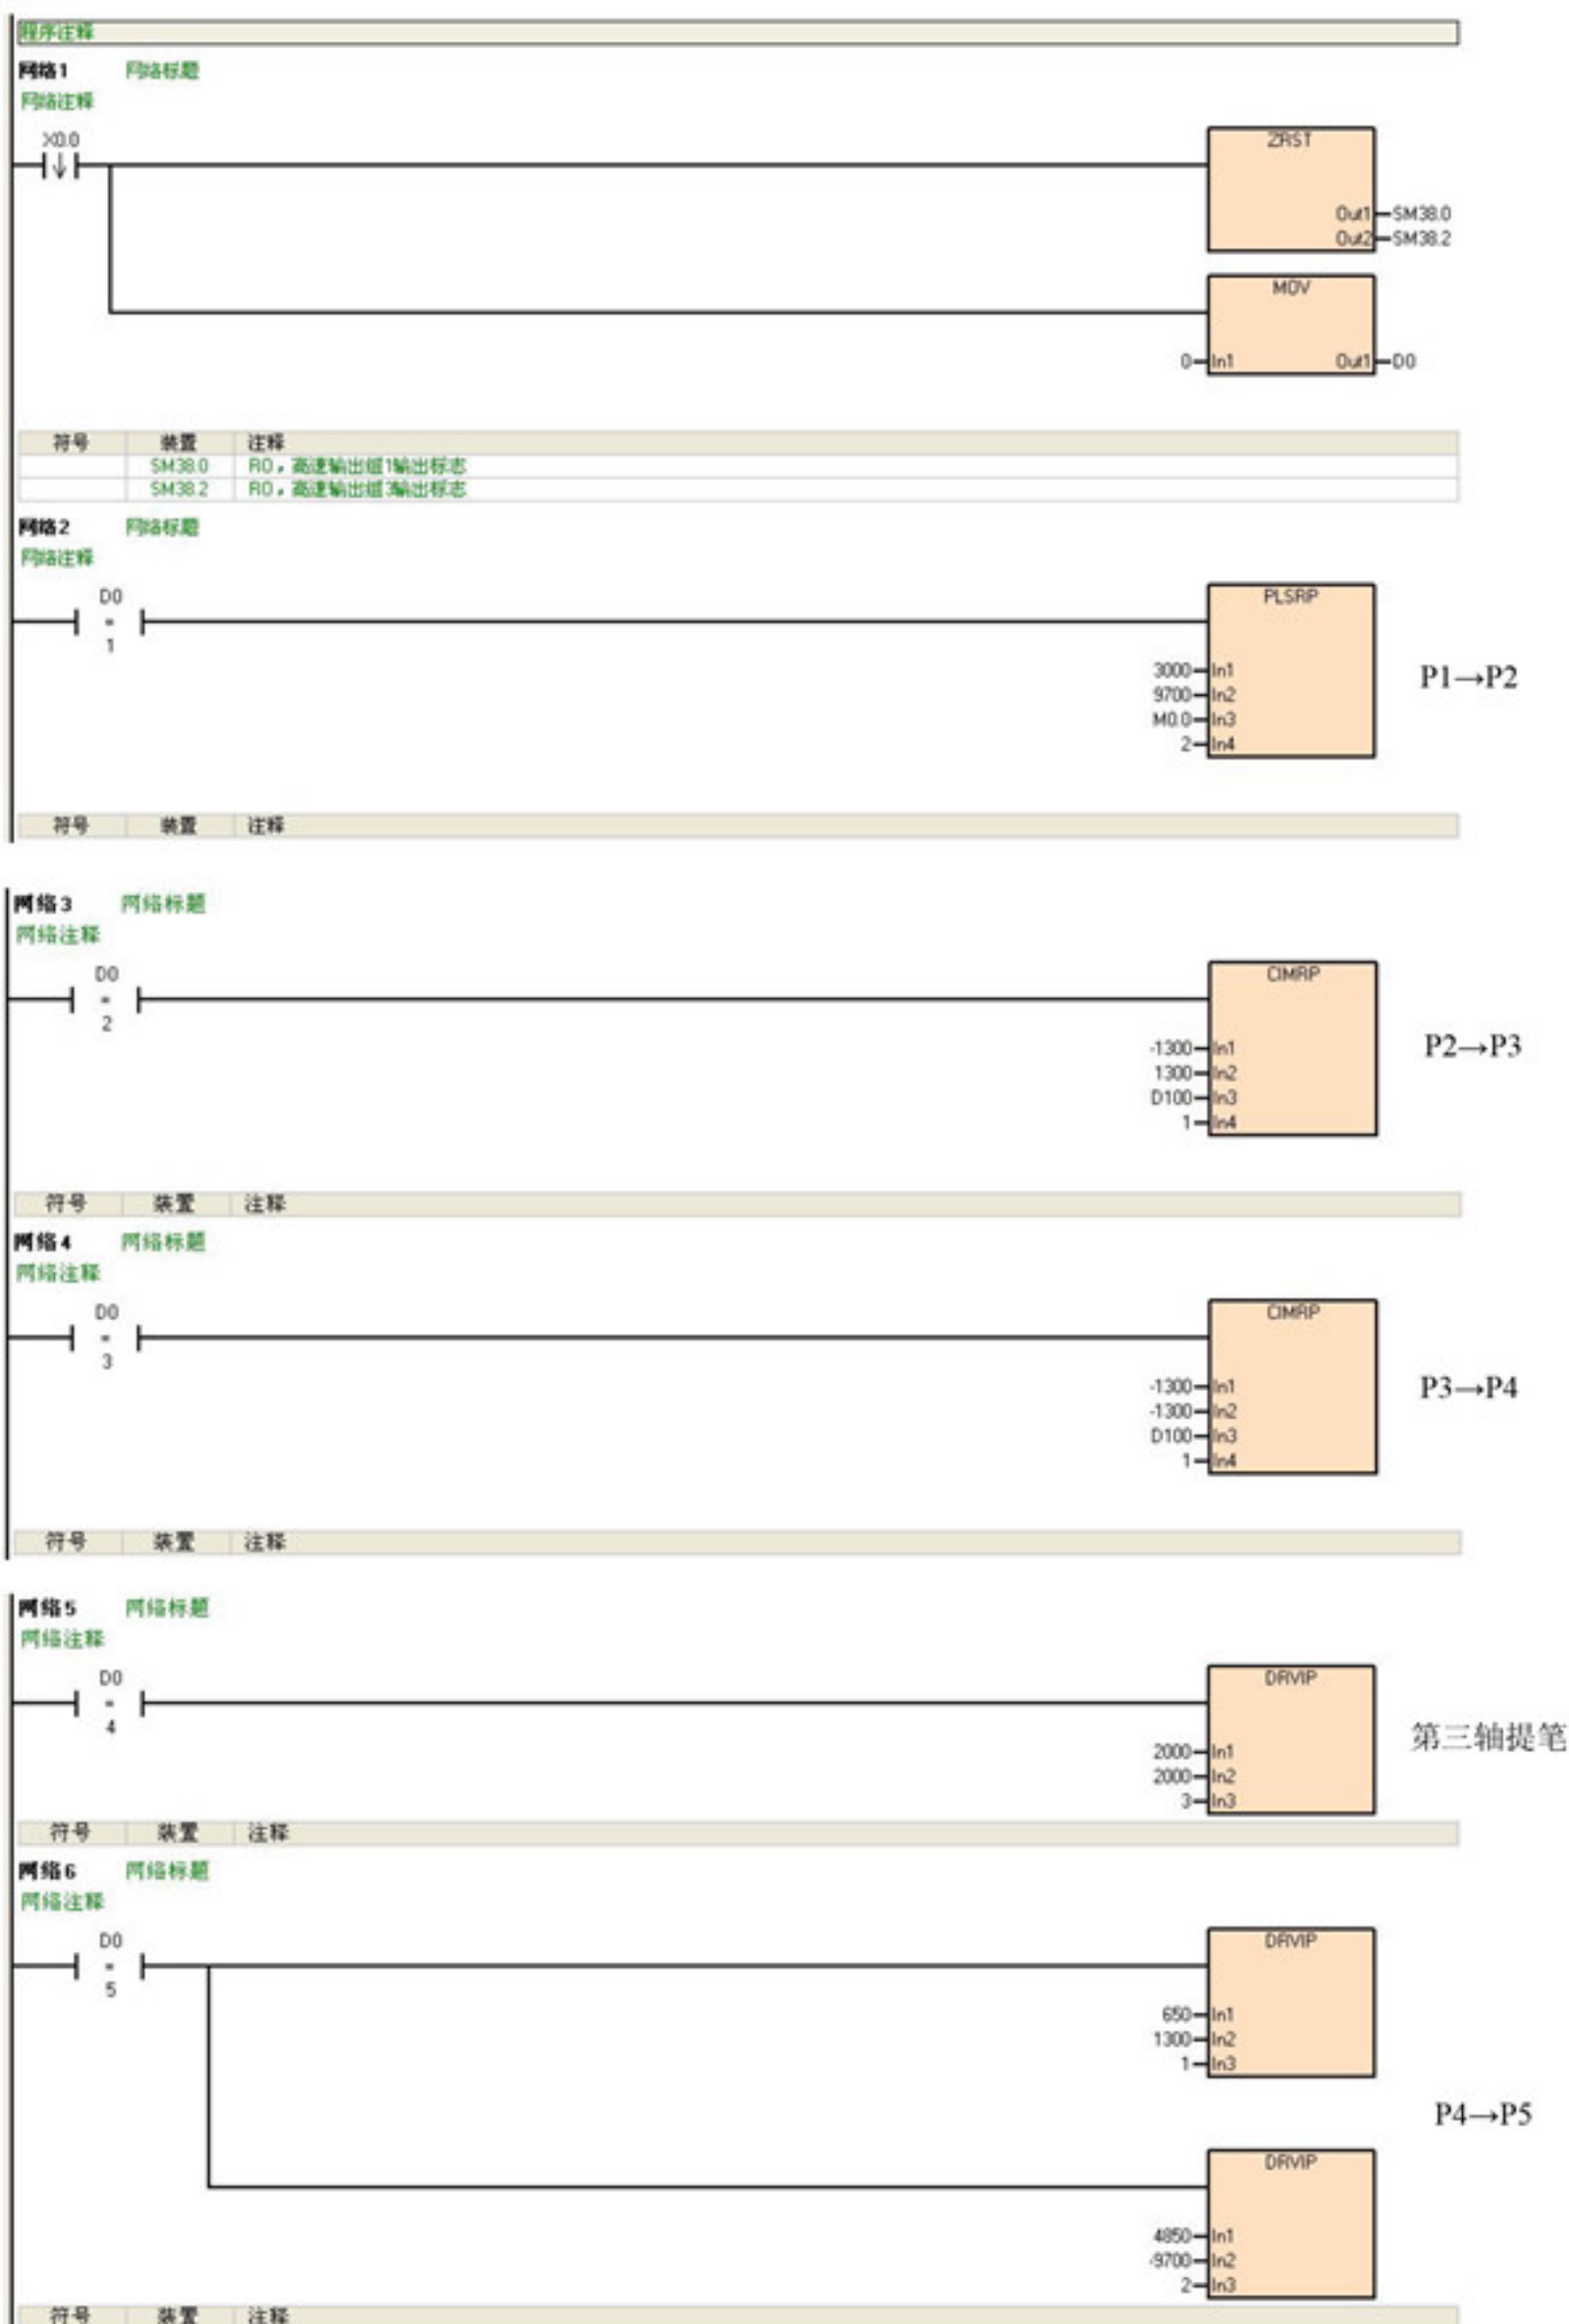 程序注释
网络1 网络标题
网络注释
X0.0
ZRST
Out1 SM38.0
Out2 SM38.2
MOV
0 In1 Out1 D0
符号 装置 注释
SM38.0 RO，高速输出组1输出标志
SM38.2 RO，高速输出组3输出标志
网络2 网络标题
网络注释
D0
=
1
PLSRP
3000 In1
9700 In2
M0.0 In3
2 In4
P1→P2
符号 装置 注释
网络3 网络标题
网络注释
D0
=
2
CIMRP
-1300 In1
1300 In2
D100 In3
1 In4
P2→P3
符号 装置 注释
网络4 网络标题
网络注释
D0
=
3
CIMRP
-1300 In1
-1300 In2
D100 In3
1 In4
P3→P4
符号 装置 注释
网络5 网络标题
网络注释
D0
=
4
DRVIP
2000 In1
2000 In2
3 In3
第三轴提笔
符号 装置 注释
网络6 网络标题
网络注释
D0
=
5
DRVIP
650 In1
1300 In2
1 In3
P4→P5
DRVIP
4850 In1
-9700 In2
2 In3
符号 装置 注释